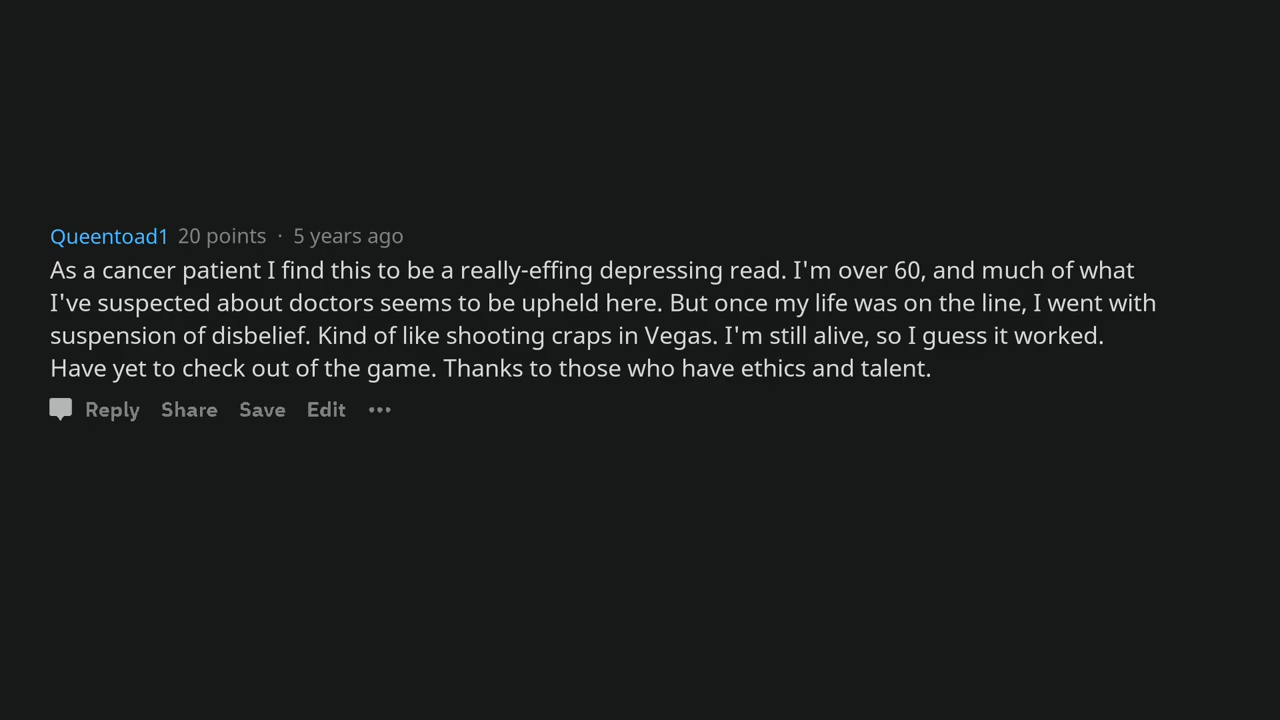 Queentoad1 20 points · 5 years ago
As a cancer patient I find this to be a really-effing depressing read. I'm over 60, and much of what
I've suspected about doctors seems to be upheld here. But once my life was on the line, I went with
suspension of disbelief. Kind of like shooting craps in Vegas. I'm still alive, so I guess it worked.
Have yet to check out of the game. Thanks to those who have ethics and talent.
Reply Share Save Edit •••